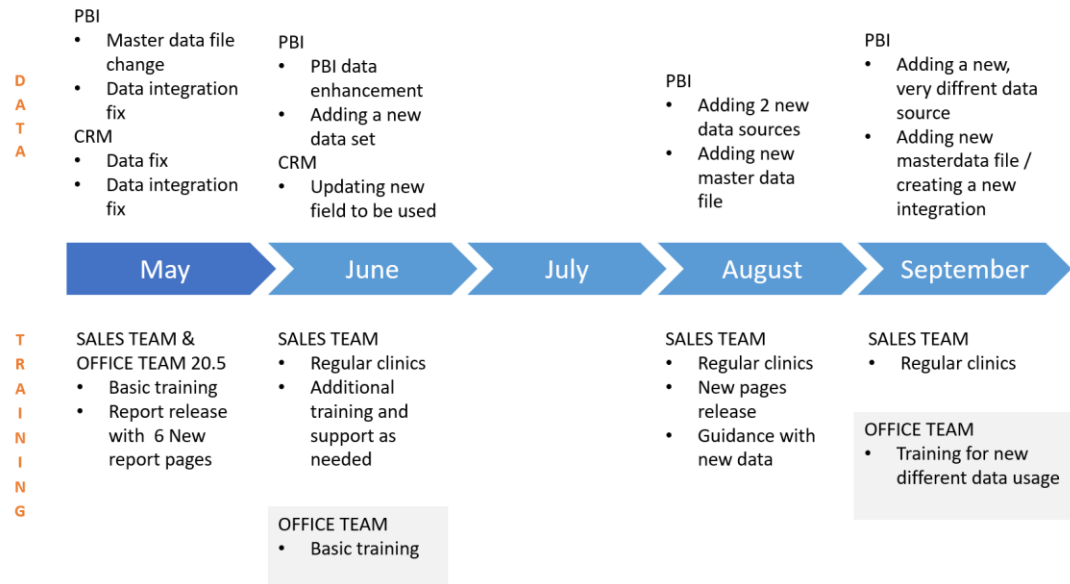 DATA
PBI
• Master data file
change
• Data integration
fix
CRM
• Data fix
• Data integration
fix
PBI
• PBI data
enhancement
• Adding a new
data set
CRM
• Updating new
field to be used
PBI
• Adding 2 new
data sources
• Adding new
master data
file
PBI
• Adding a new,
very diffrent data
source
• Adding new
masterdata file /
creating a new
integration
May
June
July
August
September
TRAINING
SALES TEAM &
OFFICE TEAM 20.5
• Basic training
• Report release
with 6 New
report pages
SALES TEAM
• Regular clinics
• Additional
training and
support as
needed
OFFICE TEAM
• Basic training
SALES TEAM
• Regular clinics
• New pages
release
• Guidance with
new data
SALES TEAM
• Regular clinics
OFFICE TEAM
• Training for new
different data usage